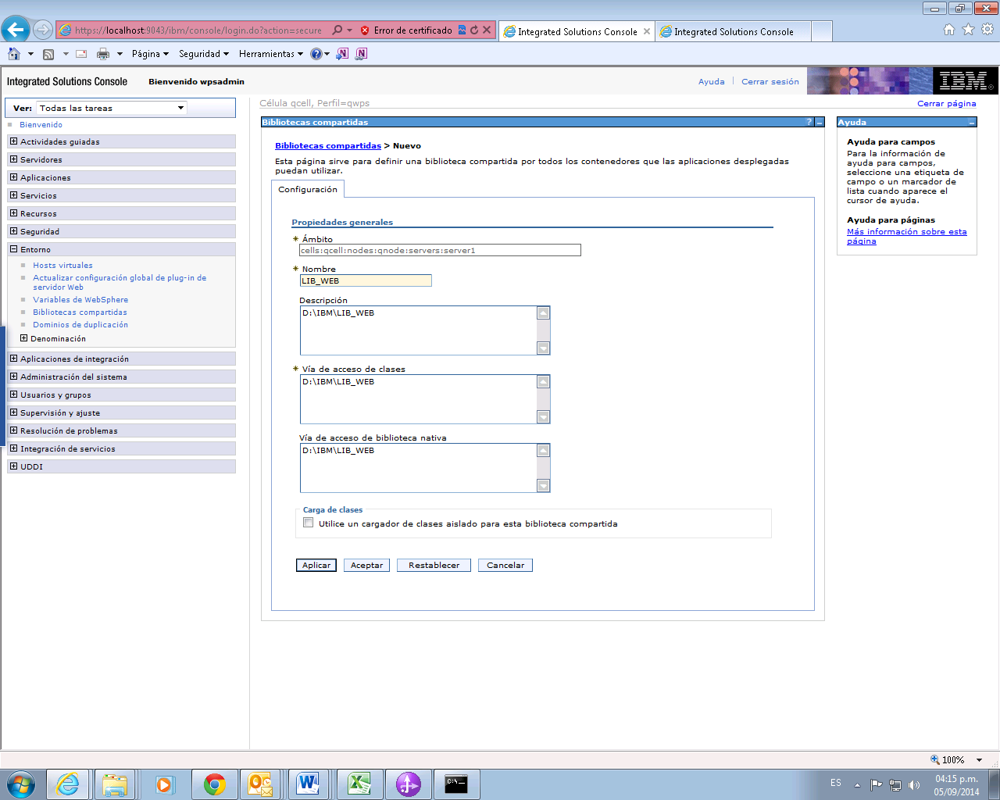 https://localhost:9043/ibm/console/login.do?action=secure
Error de certificado
Integrated Solutions Console
Integrated Solutions Console
Página
Seguridad
Herramientas
Integrated Solutions Console
Bienvenido wpsadmin
Ayuda
Cerrar sesión
IBM
Ver: Todas las tareas
Bienvenido
Actividades guiadas
Servidores
Aplicaciones
Servicios
Recursos
Seguridad
Entorno
Hosts virtuales
Actualizar configuración global de plug-in de
servidor Web
Variables de WebSphere
Bibliotecas compartidas
Dominios de duplicación
Denominación
Aplicaciones de integración
Administración del sistema
Usuarios y grupos
Supervisión y ajuste
Resolución de problemas
Integración de servicios
UDDI
Célula qcell, Perfil=qwps
Cerrar página
Bibliotecas compartidas
?
Bibliotecas compartidas > Nuevo
Esta página sirve para definir una biblioteca compartida por todos los contenedores que las aplicaciones desplegadas
puedan utilizar.
Configuración
Propiedades generales
* Ámbito
cells:qcell:nodes:qnode:servers:server1
* Nombre
LIB_WEB
Descripción
D:\IBM\LIB_WEB
* Vía de acceso de clases
D:\IBM\LIB_WEB
Vía de acceso de biblioteca nativa
D:\IBM\LIB_WEB
Carga de clases
Utilice un cargador de clases aislado para esta biblioteca compartida
Aplicar
Aceptar
Restablecer
Cancelar
Ayuda
Ayuda para campos
Para la información de
ayuda para campos,
seleccione una etiqueta de
campo o un marcador de
lista cuando aparece el
cursor de ayuda.
Ayuda para páginas
Más información sobre esta
página
100%
ES
04:15 p.m.
05/09/2014